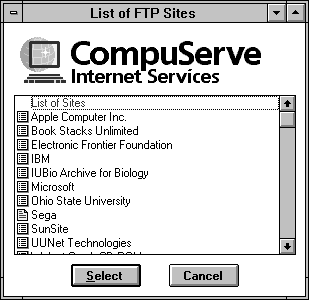 List of FTP Sites
CompuServe
Internet Services
List of Sites
Apple Computer Inc.
Book Stacks Unlimited
Electronic Frontier Foundation
IBM
IUBio Archive for Biology
Microsoft
Ohio State University
Sega
SunSite
UUNet Technologies
Select
Cancel